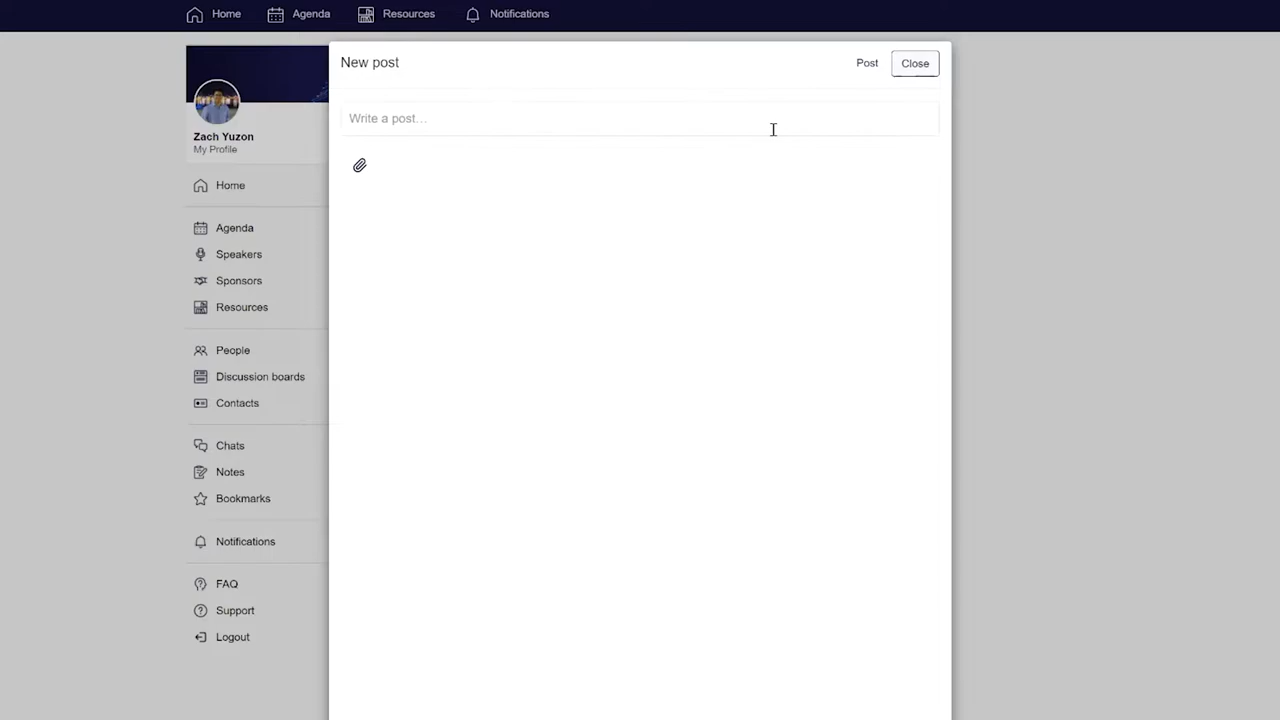 Home Agenda Resources Notifications
New post Post Close
Write a post...
Zach Yuzon
My Profile
Home
Agenda
Speakers
Sponsors
Resources
People
Discussion boards
Contacts
Chats
Notes
Bookmarks
Notifications
FAQ
Support
Logout